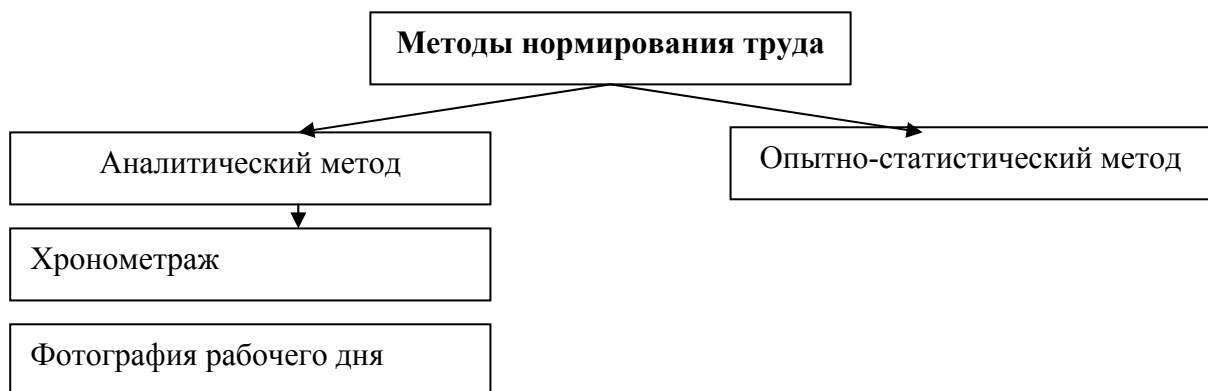 Методы нормирования труда
Аналитический метод
Опытно-статистический метод
Хронометраж
Фотография рабочего дня